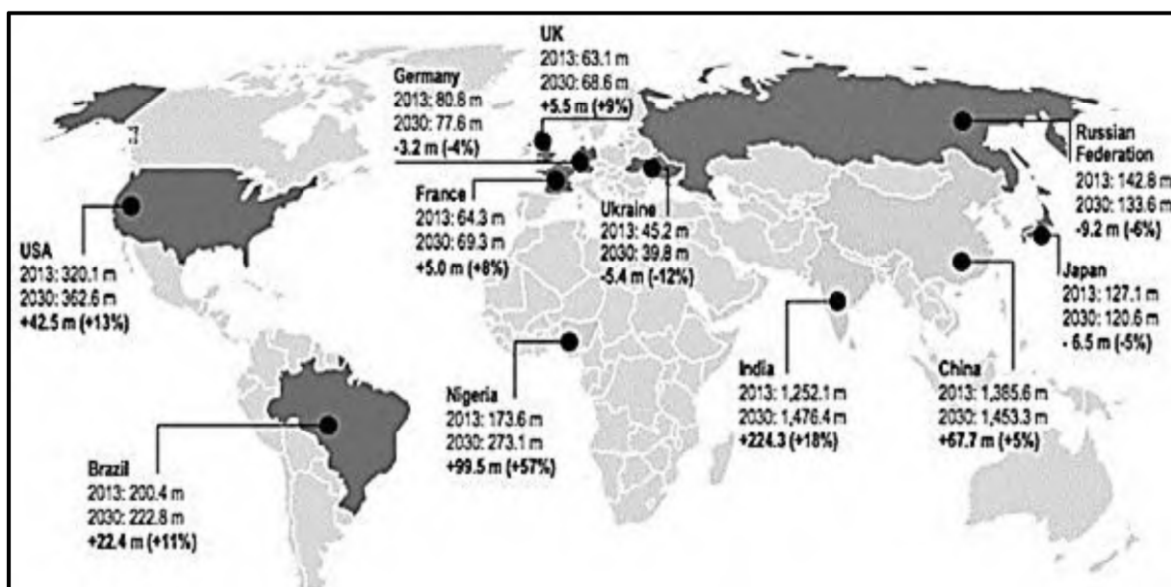 UK
2013: 63.1 m
2030: 68.6 m
+5.5 m (+9%)
Germany
2013: 80.8 m
2030: 77.6 m
-3.2 m (-4%)
France
2013: 64.3 m
2030: 69.3 m
+5.0 m (+8%)
Ukraine
2013: 45.2 m
2030: 39.8 m
-5.4 m (-12%)
Russian
Federation
2013: 142.8 m
2030: 133.6 m
-9.2 m (-6%)
USA
2013: 320.1 m
2030: 362.6 m
+42.5 m (+13%)
Japan
2013: 127.1 m
2030: 120.6 m
- 6.5 m (-5%)
Nigeria
2013: 173.6 m
2030: 273.1 m
+99.5 m (+57%)
India
2013: 1,252.1 m
2030: 1,476.4 m
+224.3 (+18%)
China
2013: 1,385.6 m
2030: 1,453.3 m
+67.7 m (+5%)
Brazil
2013: 200.4 m
2030: 222.8 m
+22.4 m (+11%)